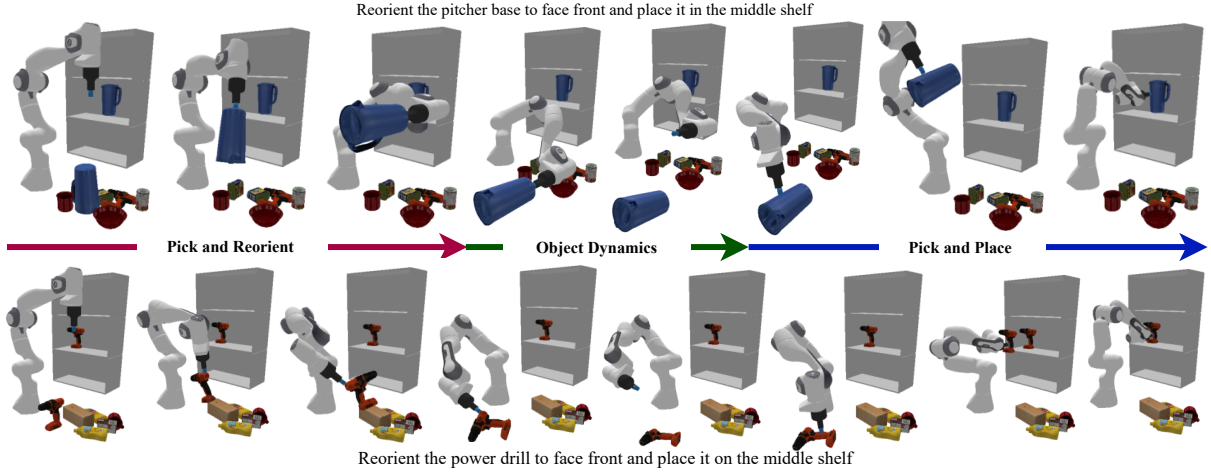 Reorient the pitcher base to face front and place it in the middle shelf
Pick and Reorient
Object Dynamics
Pick and Place
Reorient the power drill to face front and place it on the middle shelf